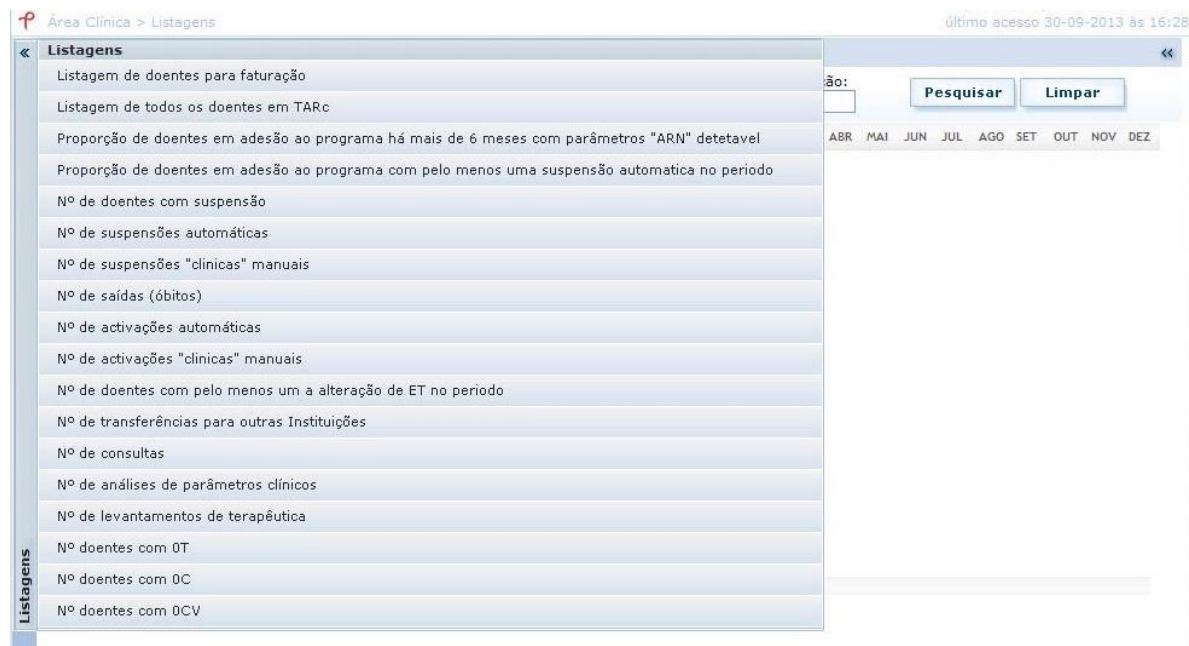 Área Clínica > Listagens
último acesso 30-09-2013 às 16:28
« Listagens «
Listagem de doentes para faturação
ão:
Pesquisar Limpar
Listagem de todos os doentes em TARc
Proporção de doentes em adesão ao programa há mais de 6 meses com parâmetros "ARN" detetavel
ABR MAI JUN JUL AGO SET OUT NOV DEZ
Proporção de doentes em adesão ao programa com pelo menos uma suspensão automatica no periodo
Nº de doentes com suspensão
Nº de suspensões automáticas
Nº de suspensões "clinicas" manuais
Nº de saídas (óbitos)
Nº de activações automáticas
Nº de activações "clinicas" manuais
Nº de doentes com pelo menos um a alteração de ET no periodo
Nº de transferências para outras Instituições
Nº de consultas
Nº de análises de parâmetros clínicos
Nº de levantamentos de terapêutica
Nº doentes com 0T
Nº doentes com 0C
Nº doentes com 0CV
Listagens